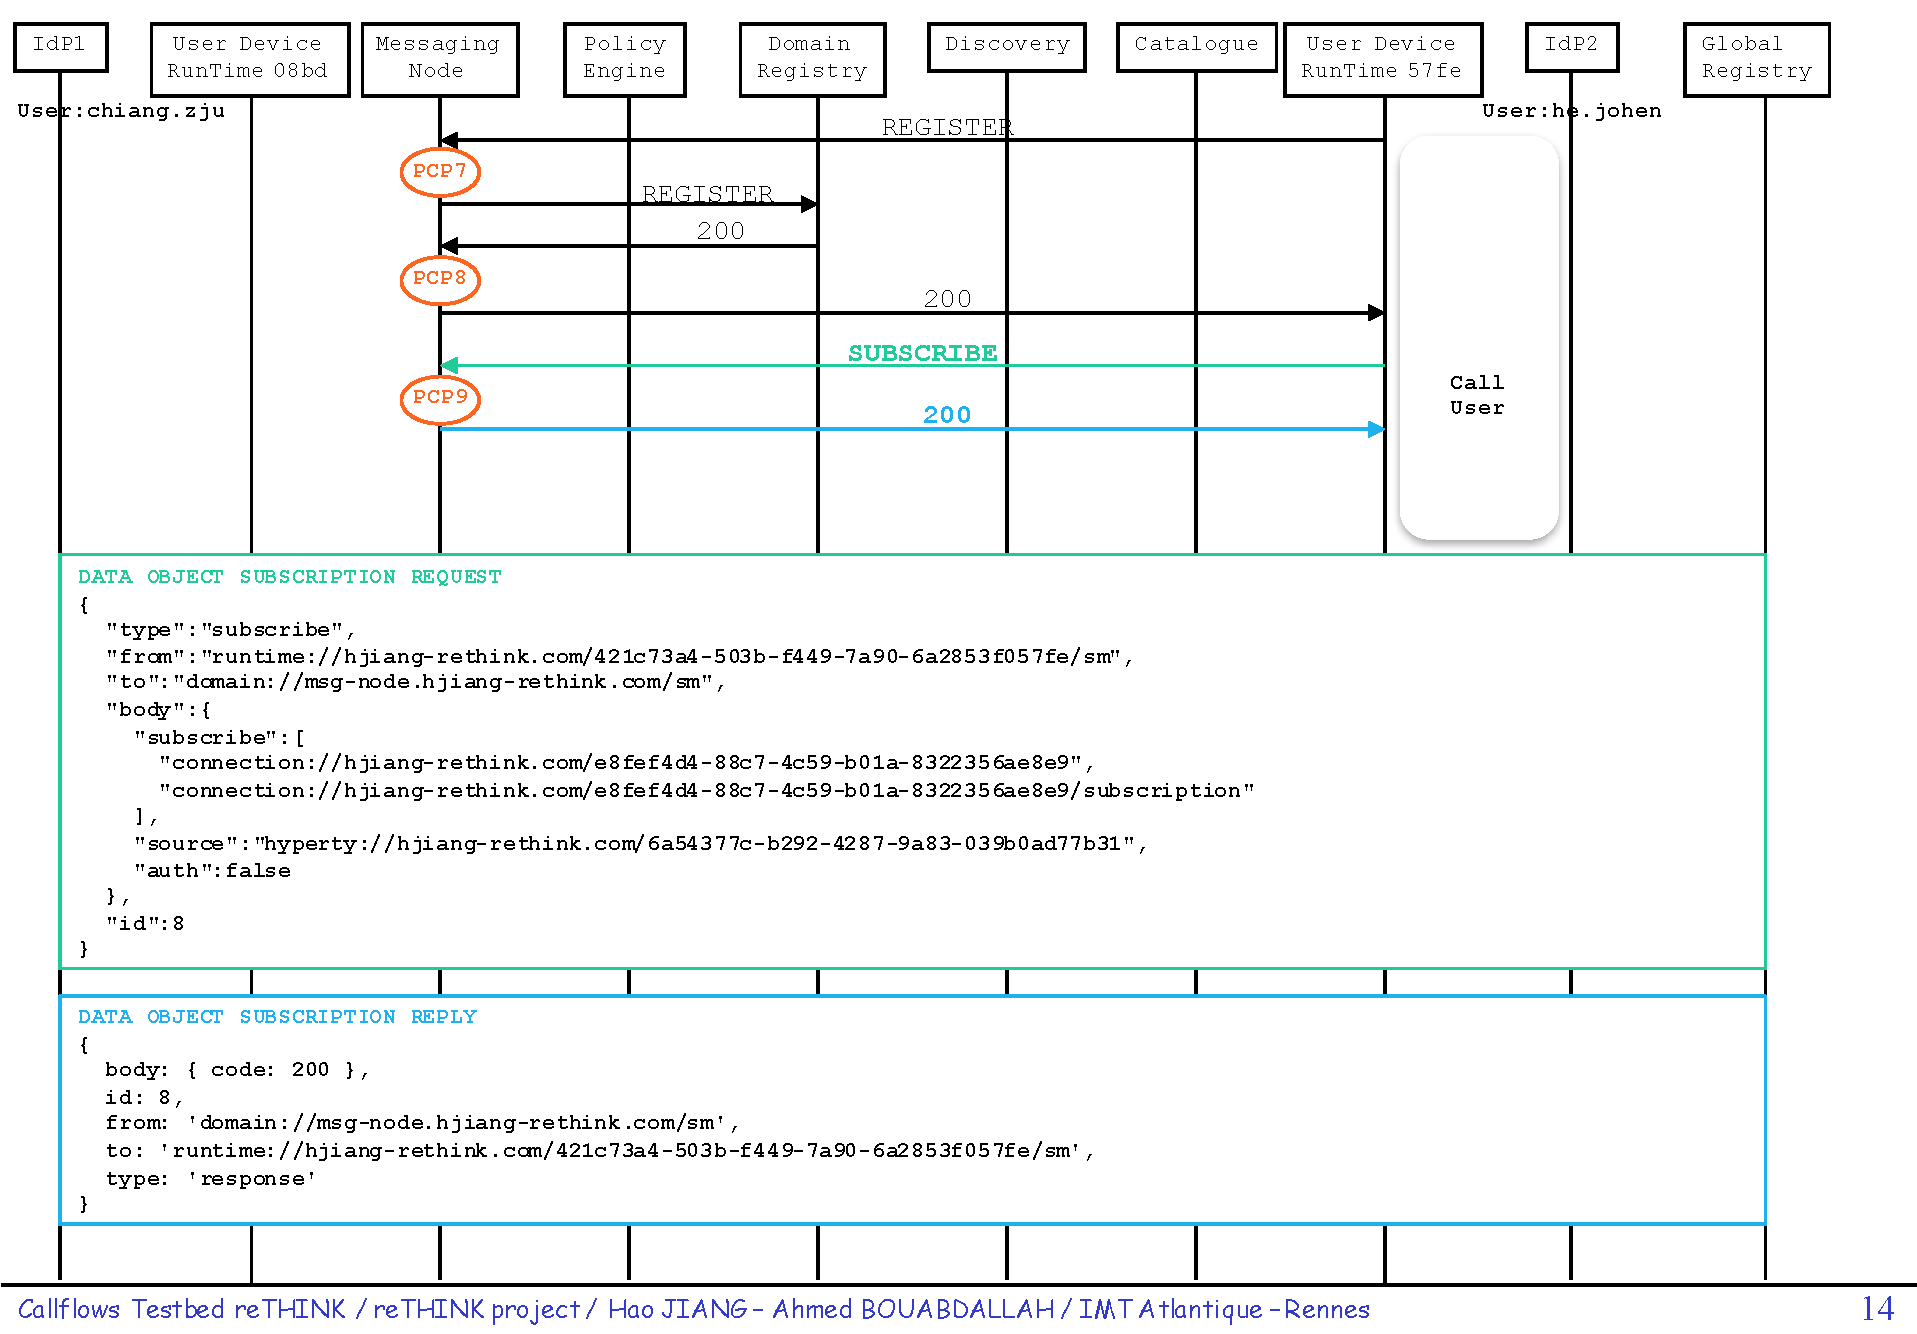 IdP1
User Device
RunTime 08bd
Messaging
Node
Policy
Engine
Domain
Registry
Discovery
Catalogue
User Device
RunTime 57fe
IdP2
Global
Registry
User:chiang.zju
User:he.johen
REGISTER
PCP7
REGISTER
200
PCP8
200
SUBSCRIBE
PCP9
200
Call
User
DATA OBJECT SUBSCRIPTION REQUEST
{
"type":"subscribe",
"from":"runtime://hjiang-rethink.com/421c73a4-503b-f449-7a90-6a2853f057fe/sm",
"to":"domain://msg-node.hjiang-rethink.com/sm",
"body":{
"subscribe":[
"connection://hjiang-rethink.com/e8fef4d4-88c7-4c59-b01a-8322356ae8e9",
"connection://hjiang-rethink.com/e8fef4d4-88c7-4c59-b01a-8322356ae8e9/subscription"
],
"source":"hyperty://hjiang-rethink.com/6a54377c-b292-4287-9a83-039b0ad77b31",
"auth":false
},
"id":8
}
DATA OBJECT SUBSCRIPTION REPLY
{
body: { code: 200 },
id: 8,
from: 'domain://msg-node.hjiang-rethink.com/sm',
to: 'runtime://hjiang-rethink.com/421c73a4-503b-f449-7a90-6a2853f057fe/sm',
type: 'response'
}
Callflows Testbed reTHINK / reTHINK project / Hao JIANG – Ahmed BOUABDALLAH / IMT Atlantique – Rennes
14